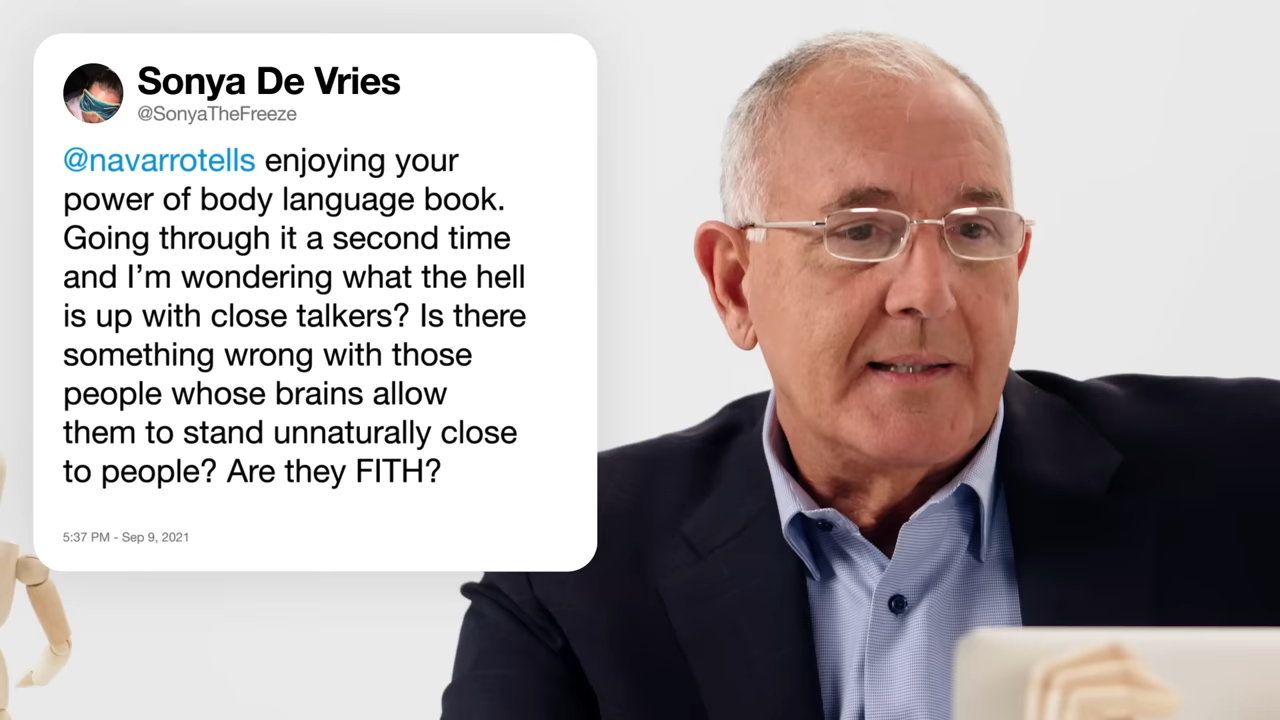 Sonya De Vries
@SonyaTheFreeze
@navarrotells enjoying your
power of body language book.
Going through it a second time
and I’m wondering what the hell
is up with close talkers? Is there
something wrong with those
people whose brains allow
them to stand unnaturally close
to people? Are they FITH?
5:37 PM - Sep 9, 2021